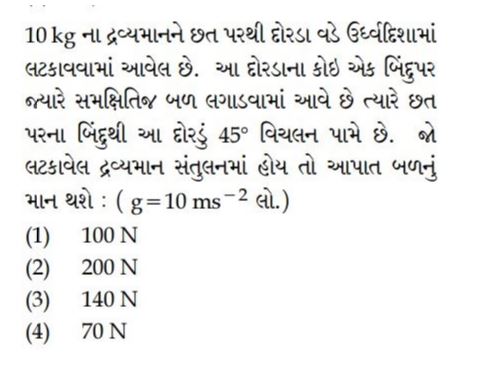 10 kg ના દ્રવ્યમાનને છત પરથી દોરડા વડે ઉર્ધ્વદિશામાં
લટકાવવામાં આવેલ છે. આ દોરડાના કોઇ એક બિંદુપર
જ્યારે સમક્ષિતિજ બળ લગાડવામાં આવે છે ત્યારે છત
પરના બિંદુથી આ દોરડું 45° વિચલન પામે છે. જો
લટકાવેલ દ્રવ્યમાન સંતુલનમાં હોય તો આપાત બળનું
માન થશે : ( g=10 ms⁻² લો.)
(1) 100 N
(2) 200 N
(3) 140 N
(4) 70 N